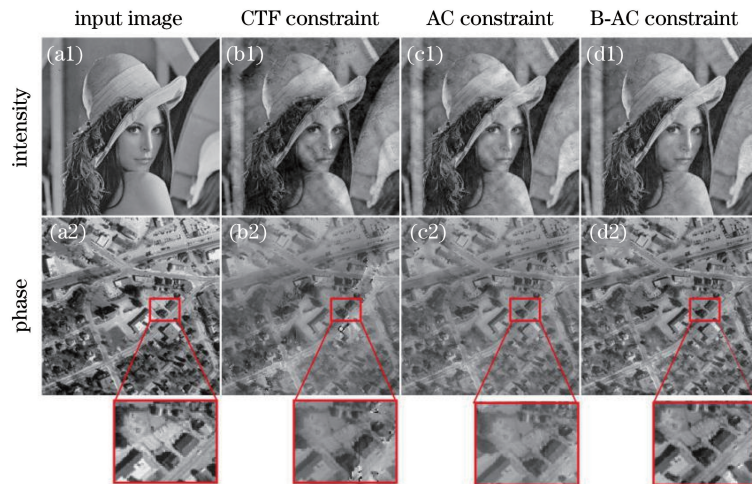 input image CTF constraint AC constraint B-AC constraint
intensity
(a1) (b1) (c1) (d1)
phase
(a2) (b2) (c2) (d2)